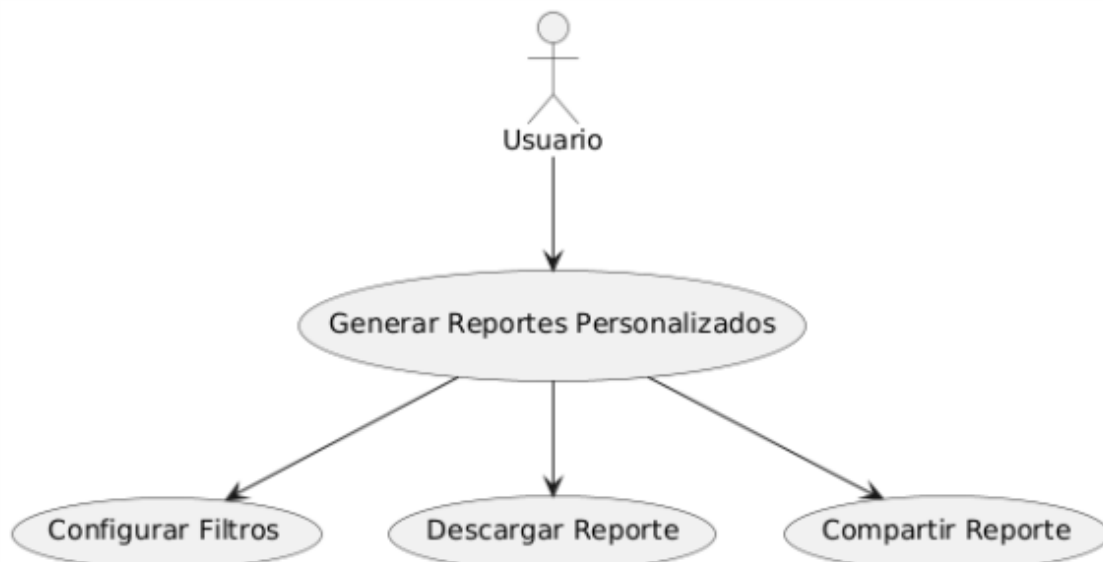 Usuario
Generar Reportes Personalizados
Configurar Filtros
Descargar Reporte
Compartir Reporte